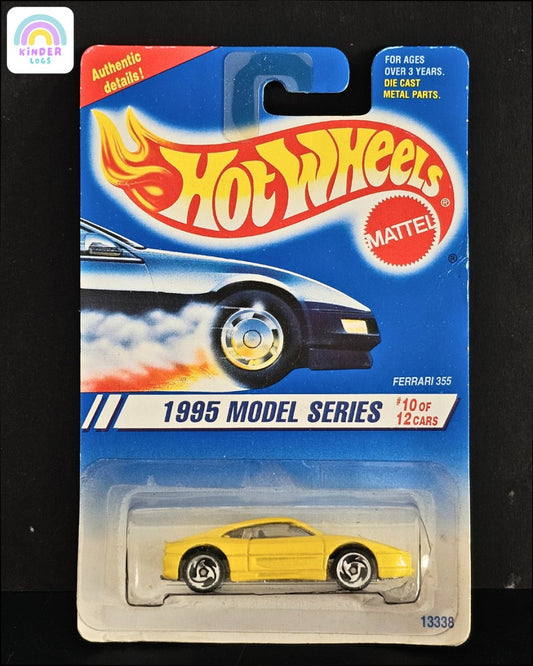 KiNDER
LOGS
Authentic
details!
FOR AGES
OVER 3 YEARS.
DIE CAST
METAL PARTS.
HOT WHEELS®
MATTEL
®
FERRARI 355
1995 MODEL SERIES
#10 OF
12 CARS
13338